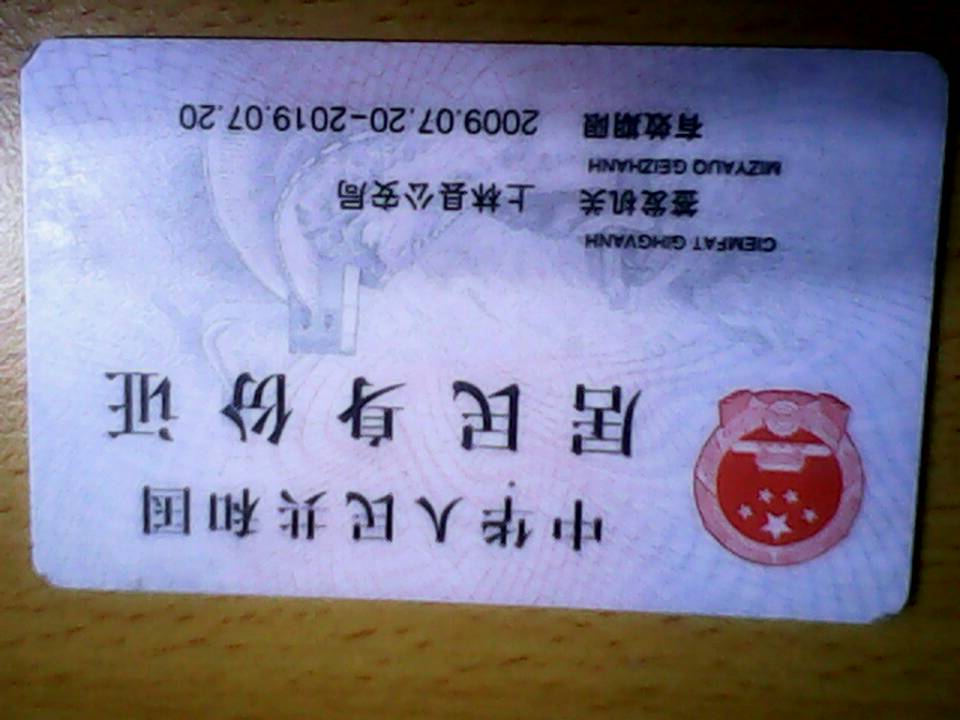 中华人民共和国
居民身份证
CIEMFAT GIHGVANH
签发机关 上林县公安局
MIZYAUQ GEIZHANH
有效期限 2009.07.20-2019.07.20